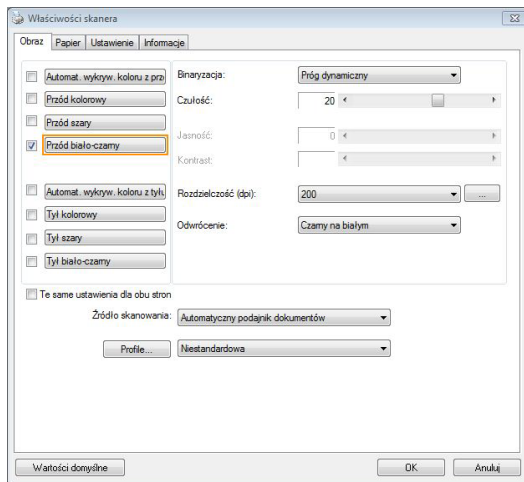 Właściwości skanera
Obraz Papier Ustawienie Informacje
Automat. wykryw. koloru z prz
Przód kolorowy
Przód szary
Przód biało-czarny
Automat. wykryw. koloru z tyłu
Tył kolorowy
Tył szary
Tył biało-czarny
Binaryzacja: Próg dynamiczny
Czułość: 20
Jasność: 0
Kontrast:
Rozdzielczość (dpi): 200 ...
Odwrócenie: Czarny na białym
Te same ustawienia dla obu stron
Źródło skanowania: Automatyczny podajnik dokumentów
Profile... Niestandardowa
Wartości domyślne OK Anuluj